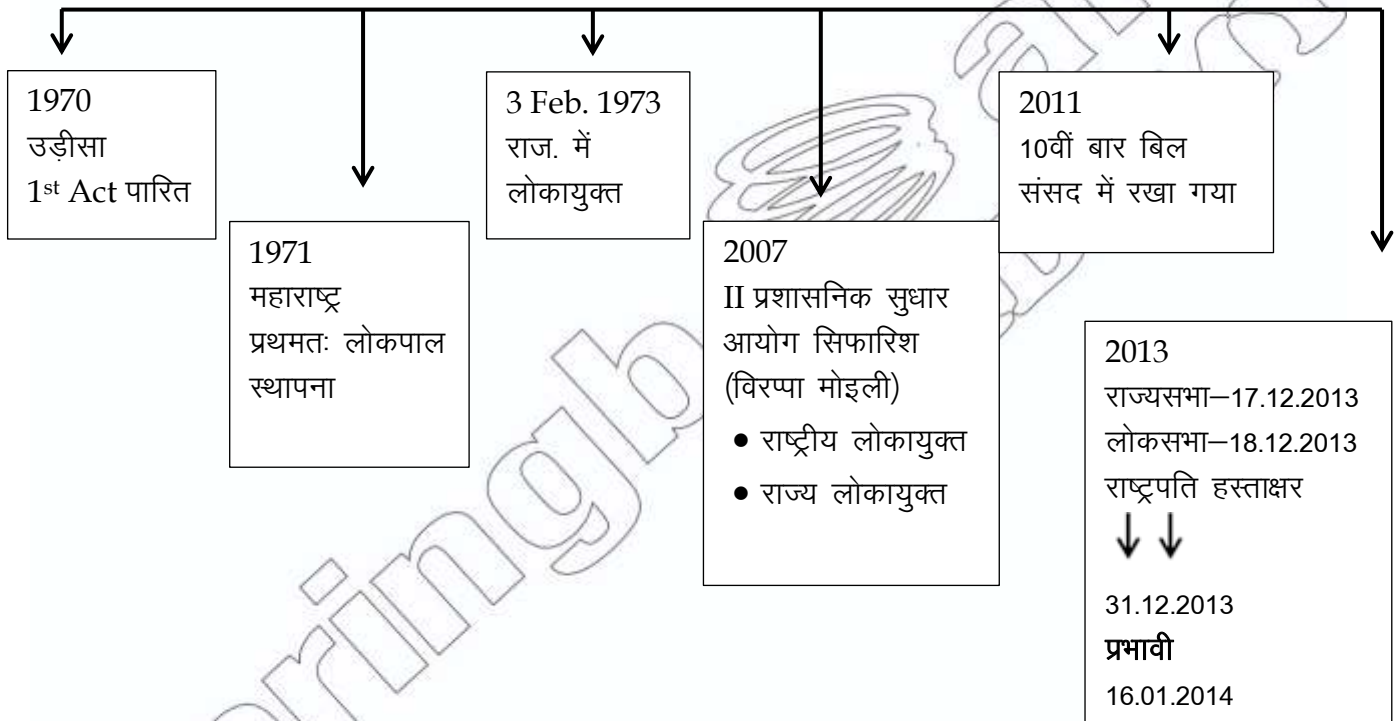 1970
उड़ीसा
1st Act पारित
1971
महाराष्ट्र
प्रथमतः लोकपाल
स्थापना
3 Feb. 1973
राज. में
लोकायुक्त
2007
II प्रशासनिक सुधार
आयोग सिफारिश
(विरप्पा मोइली)
• राष्ट्रीय लोकायुक्त
• राज्य लोकायुक्त
2011
10वीं बार बिल
संसद में रखा गया
2013
राज्यसभा–17.12.2013
लोकसभा–18.12.2013
राष्ट्रपति हस्ताक्षर
31.12.2013
प्रभावी
16.01.2014